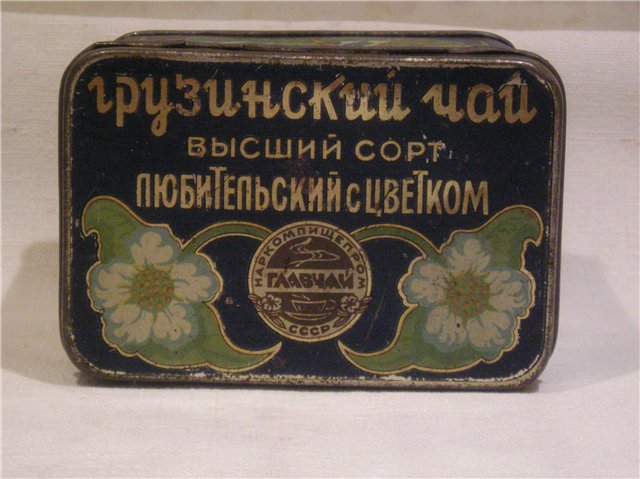 грузинский чай
ВЫСШИЙ СОРТ
ЛЮБИТЕЛЬСКИЙ С ЦВЕТКОМ
НАРКОМПИЩЕПРОМ
ГЛАВЧАЙ
СССР